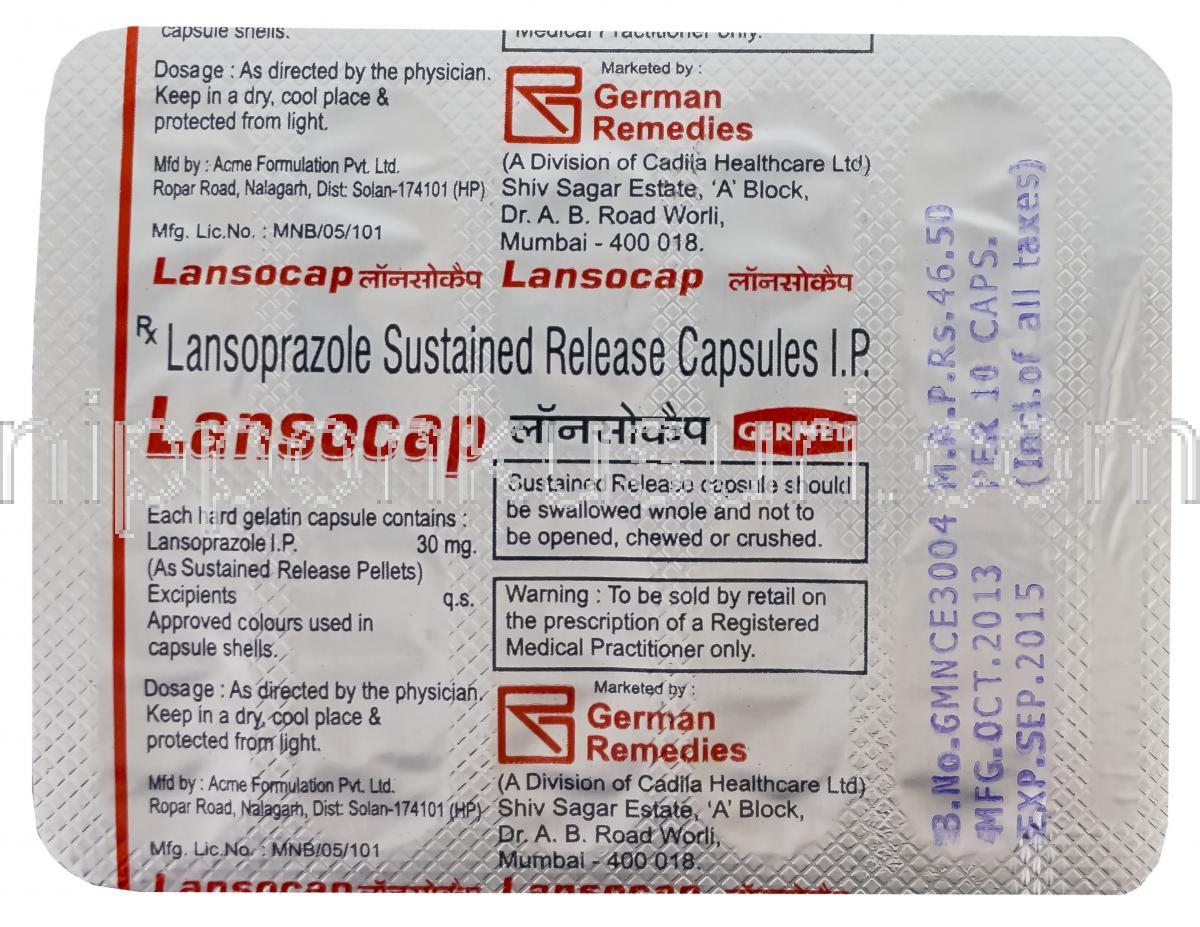 capsule shells.
Medical Practitioner only.
Dosage : As directed by the physician.
Keep in a dry, cool place &
protected from light.
Mfd by : Acme Formulation Pvt. Ltd.
Ropar Road, Nalagarh, Dist: Solan-174101 (HP)
Mfg. Lic.No. : MNB/05/101
Marketed by :
German
Remedies
(A Division of Cadila Healthcare Ltd)
Shiv Sagar Estate, ‘A’ Block,
Dr. A. B. Road Worli,
Mumbai - 400 018.
Lansocap लॉनसोकैप Lansocap लॉनसोकैप
Rx Lansoprazole Sustained Release Capsules I.P.
Lansocap लॉनसोकैप GERMED
nipponkusuri.com
Each hard gelatin capsule contains :
Lansoprazole I.P. 30 mg.
(As Sustained Release Pellets)
Excipients q.s.
Approved colours used in
capsule shells.
Sustained Release capsule should
be swallowed whole and not to
be opened, chewed or crushed.
Warning : To be sold by retail on
the prescription of a Registered
Medical Practitioner only.
Dosage : As directed by the physician.
Keep in a dry, cool place &
protected from light.
Mfd by : Acme Formulation Pvt. Ltd.
Ropar Road, Nalagarh, Dist: Solan-174101 (HP)
Mfg. Lic.No. : MNB/05/101
Marketed by :
German
Remedies
(A Division of Cadila Healthcare Ltd)
Shiv Sagar Estate, ‘A’ Block,
Dr. A. B. Road Worli,
Mumbai - 400 018.
Lansocap लॉनसोकैप Lansocap लॉनसोकैप
B.No.GMNCE3004 M.R.P.Rs.46.50
MFG.OCT.2013 PER 10 CAPS.
EXP.SEP.2015 (Incl.of all taxes)